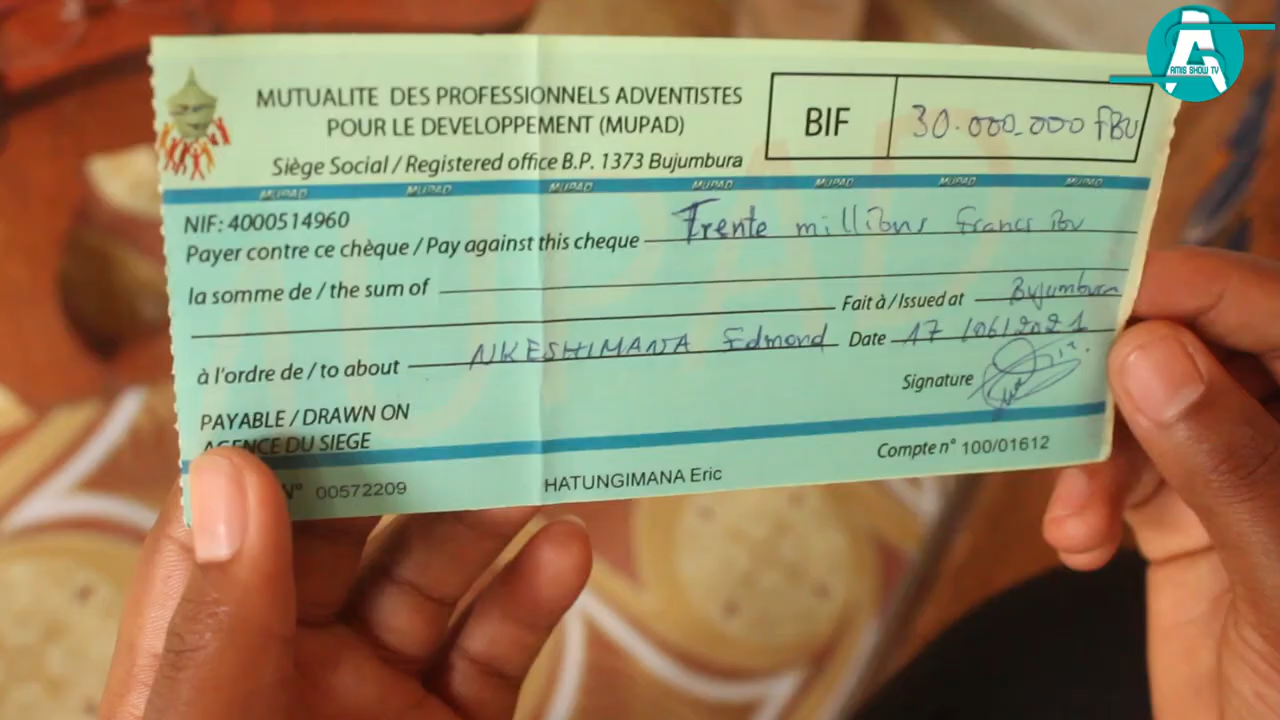 AMIS SHOW TV
MUTUALITE DES PROFESSIONNELS ADVENTISTES
POUR LE DEVELOPPEMENT (MUPAD)
Siège Social / Registered office B.P. 1373 Bujumbura
BIF 30.000.000 FBU
MUPAD MUPAD MUPAD MUPAD MUPAD MUPAD MUPAD
NIF: 4000514960
Payer contre ce chèque / Pay against this cheque Trente millions Francs Bu
la somme de / the sum of
Fait à / Issued at Bujumbura
à l'ordre de / to about NKESHIMANA Edmond Date 17/06/2021
Signature
PAYABLE / DRAWN ON
AGENCE DU SIEGE
N° 00572209 HATUNGIMANA Eric Compte n° 100/01612